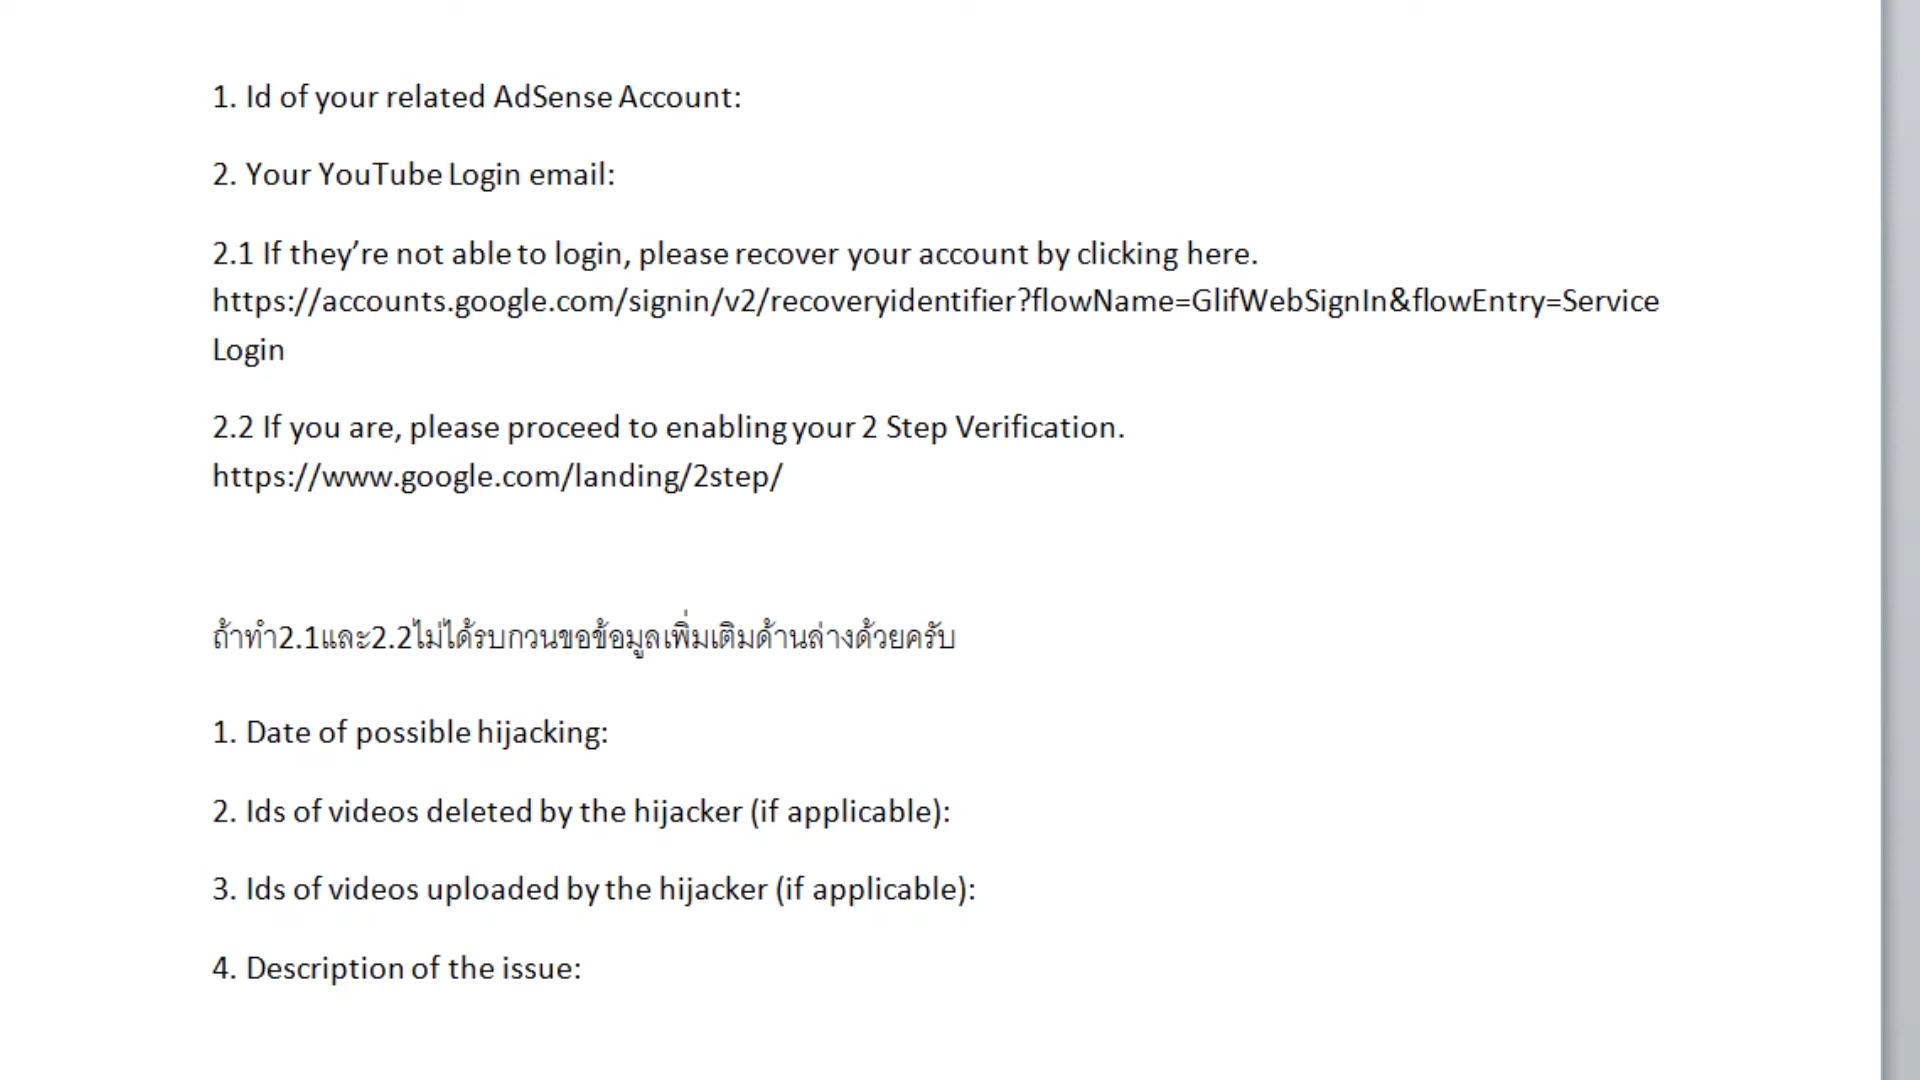 1. Id of your related AdSense Account:
2. Your YouTube Login email:
2.1 If they’re not able to login, please recover your account by clicking here.
https://accounts.google.com/signin/v2/recoveryidentifier?flowName=GlifWebSignIn&flowEntry=Service
Login
2.2 If you are, please proceed to enabling your 2 Step Verification.
https://www.google.com/landing/2step/
ถ้าทำ2.1และ2.2ไม่ได้รบกวนขอข้อมูลเพิ่มเติมด้านล่างด้วยครับ
1. Date of possible hijacking:
2. Ids of videos deleted by the hijacker (if applicable):
3. Ids of videos uploaded by the hijacker (if applicable):
4. Description of the issue: